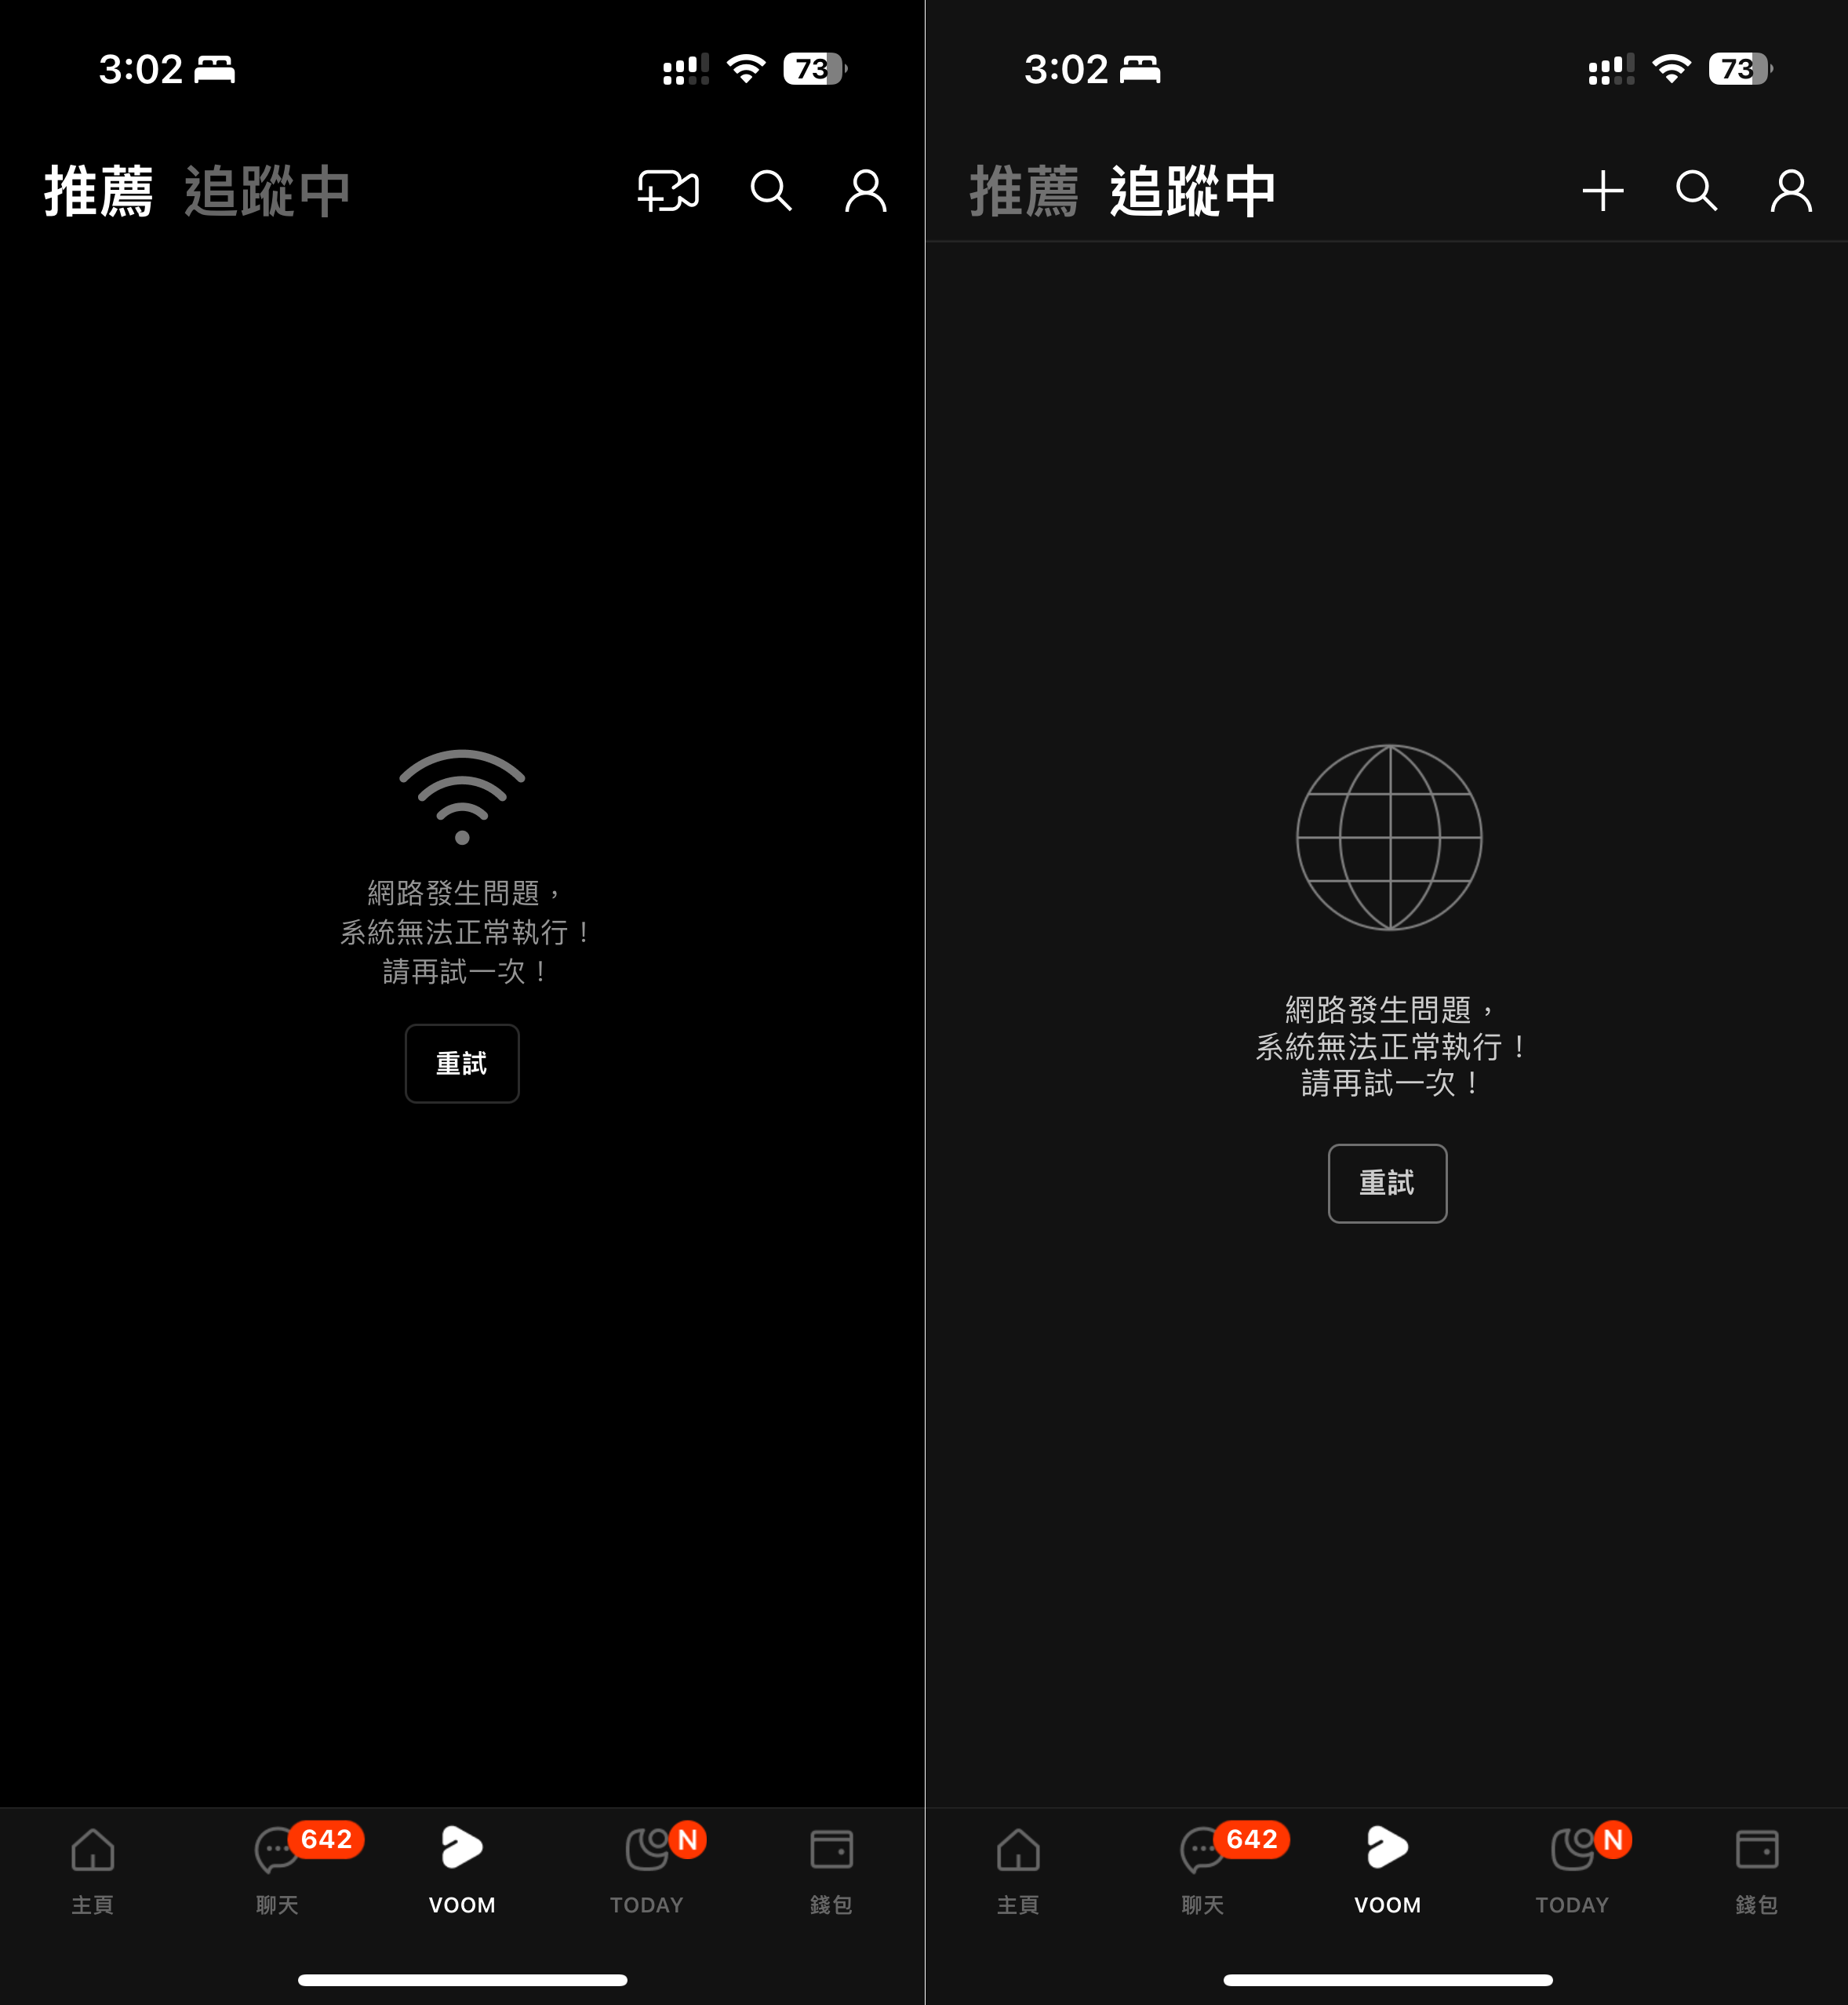 3:02
73
推薦 追蹤中
網路發生問題，
系統無法正常執行！
請再試一次！
重試
642
N
主頁
聊天
VOOM
TODAY
錢包
3:02
73
推薦 追蹤中
網路發生問題，
系統無法正常執行！
請再試一次！
重試
642
N
主頁
聊天
VOOM
TODAY
錢包